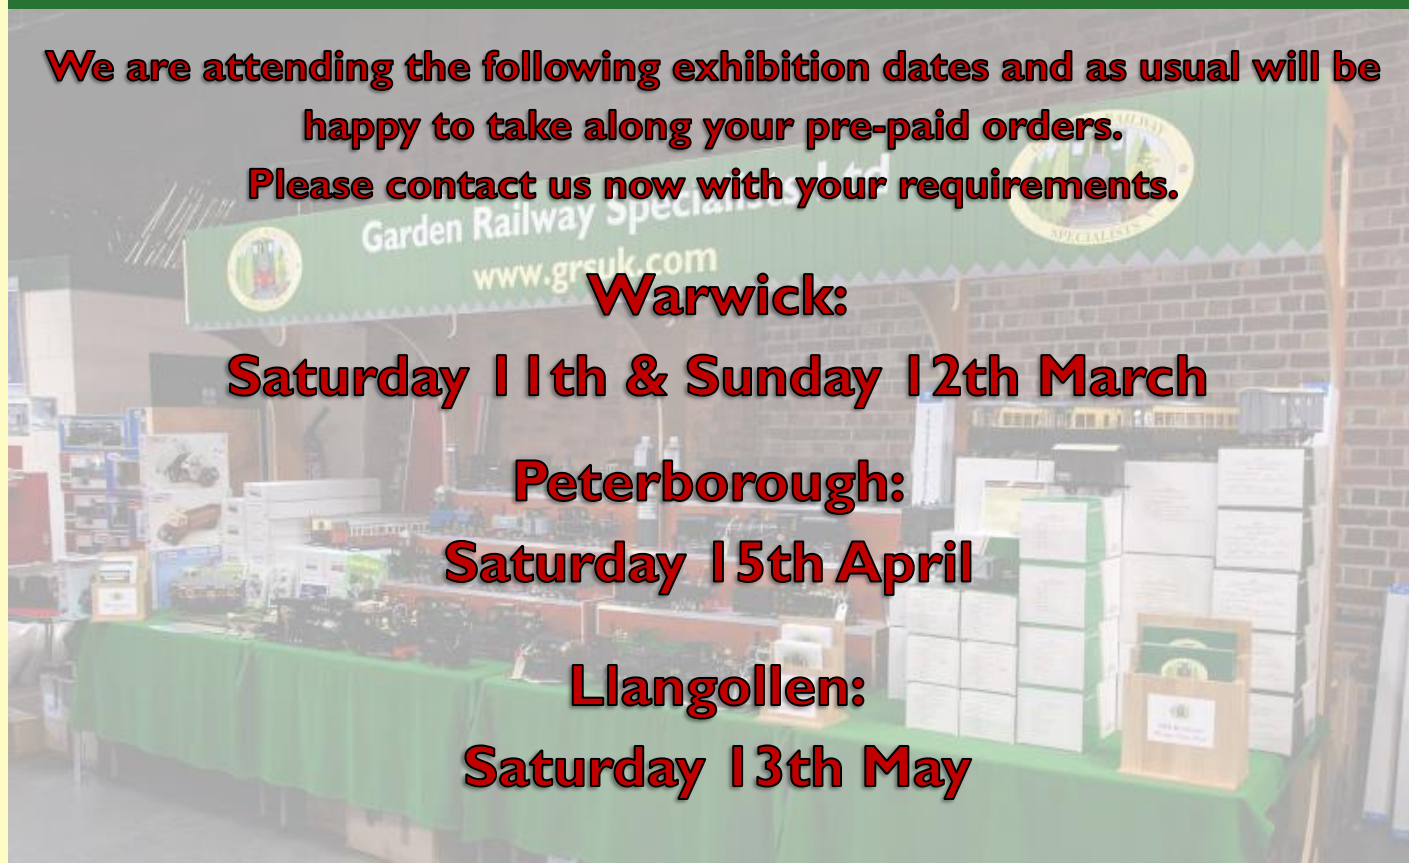 We are attending the following exhibition dates and as usual will be
happy to take along your pre-paid orders.
Please contact us now with your requirements.
Garden Railway Specialists Ltd
www.grsuk.com
RAILWAY
SPECIALISTS
Warwick:
Saturday 11th & Sunday 12th March
Peterborough:
Saturday 15th April
Llangollen:
Saturday 13th May